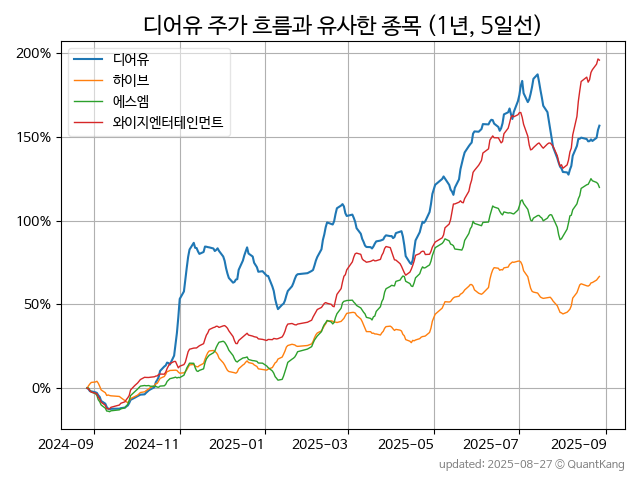 디어유 주가 흐름과 유사한 종목 (1년, 5일선)
200%
150%
100%
50%
0%
디어유
하이브
에스엠
와이지엔터테인먼트
2024-09 2024-11 2025-01 2025-03 2025-05 2025-07 2025-09
updated: 2025-08-27 © QuantKang